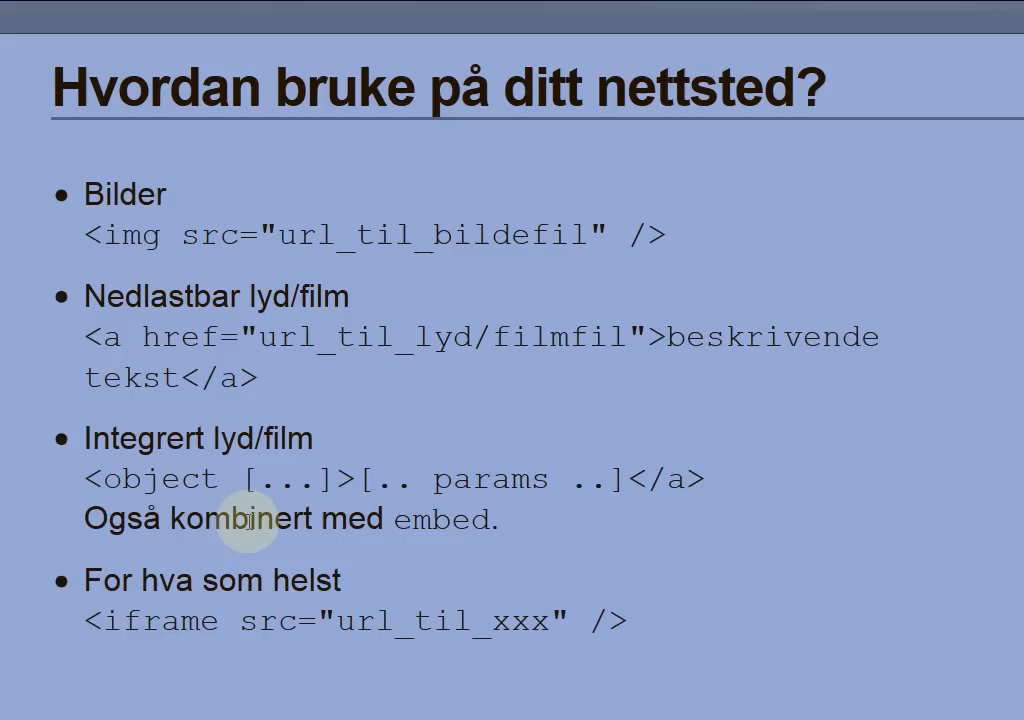 Hvordan bruke på ditt nettsted?
• Bilder
<img src="url_til_bildefil" />
• Nedlastbar lyd/film
<a href="url_til_lyd/filmfil">beskrivende
tekst</a>
• Integrert lyd/film
<object [...]>[.. params ..]</a>
Også kombinert med embed.
• For hva som helst
<iframe src="url_til_xxx" />